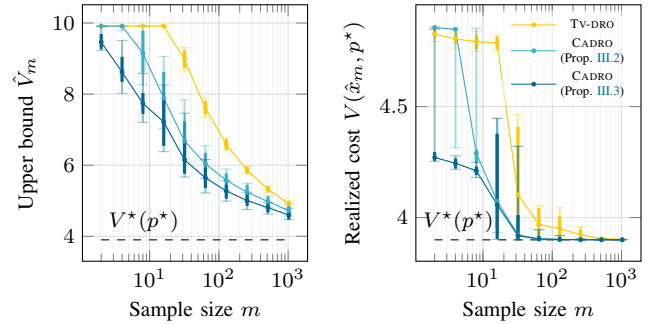 10
8
6
4
10¹
10²
10³
Upper bound V̂ₘ
Sample size m
V⋆(p⋆)
4.5
4
10¹
10²
10³
Realized cost V(x̂ₘ, p⋆)
Sample size m
V⋆(p⋆)
TV-DRO
CADRO
(Prop. III.2)
CADRO
(Prop. III.3)